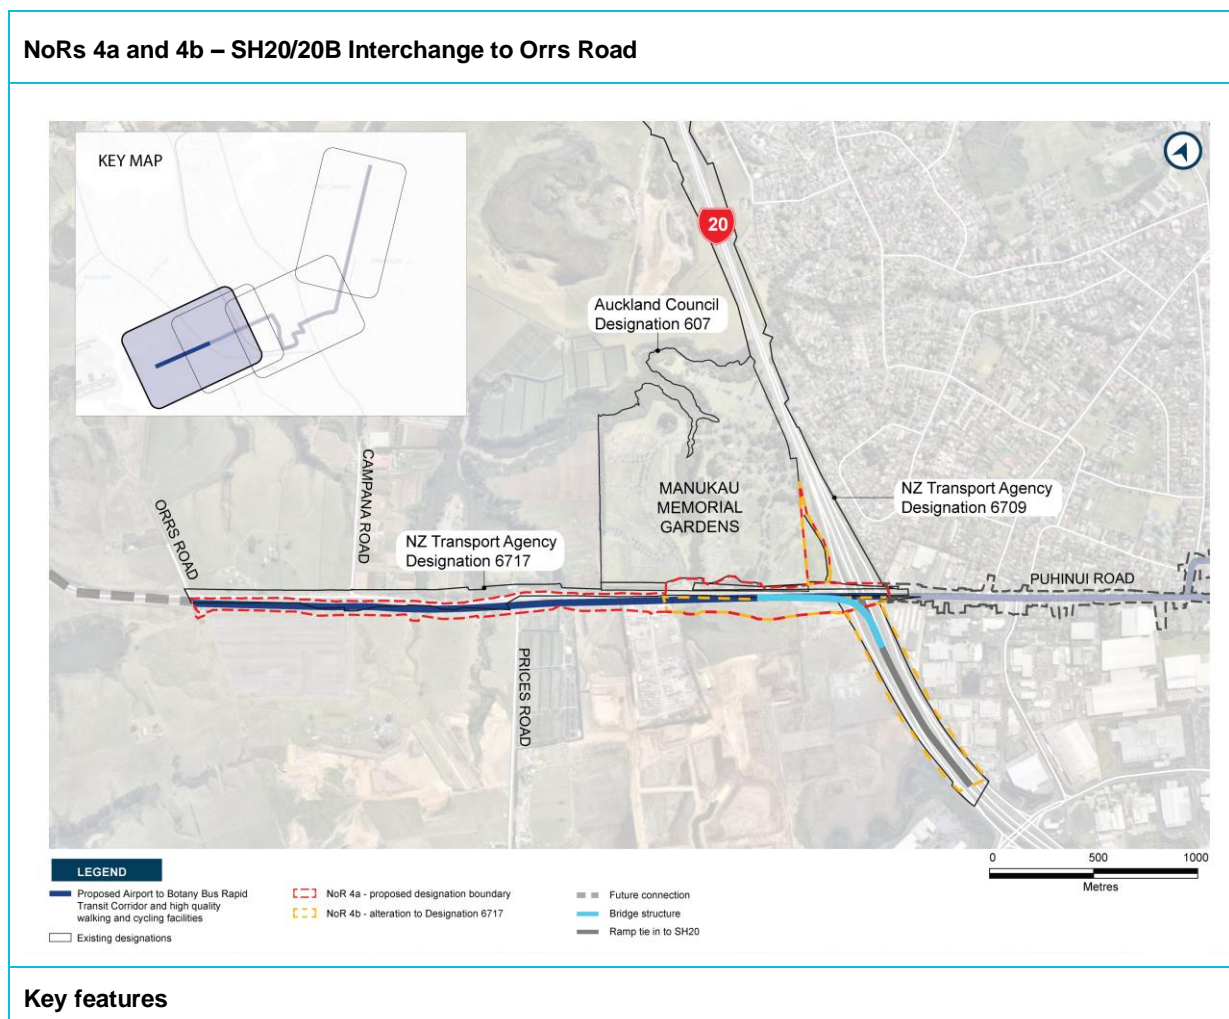 NoRs 4a and 4b – SH20/20B Interchange to Orrs Road
KEY MAP
20
Auckland Council
Designation 607
CAMPANA ROAD
MANUKAU
MEMORIAL
GARDENS
NZ Transport Agency
Designation 6709
ORRS ROAD
NZ Transport Agency
Designation 6717
PUHINUI ROAD
PRICES ROAD
LEGEND
Proposed Airport to Botany Bus Rapid
Transit Corridor and high quality
walking and cycling facilities
Existing designations
NoR 4a - proposed designation boundary
NoR 4b - alteration to Designation 6717
Future connection
Bridge structure
Ramp tie in to SH20
0 500 1000
Metres
Key features